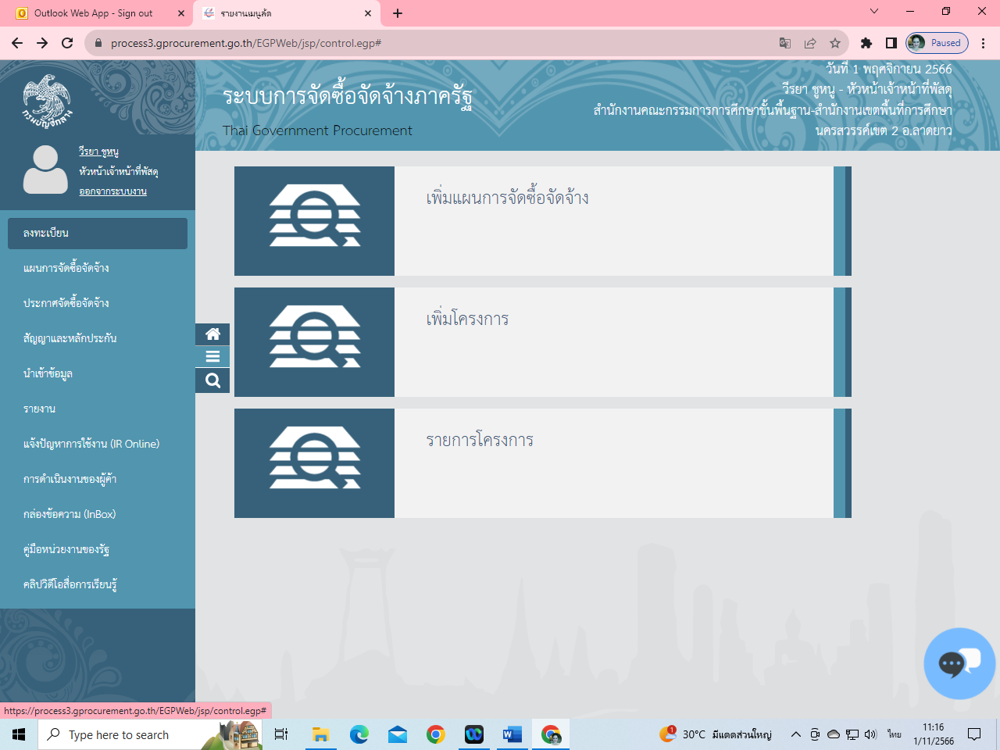 Outlook Web App - Sign out
รายงานเมนูลัด
process3.gprocurement.go.th/EGPWeb/jsp/control.egp#
Paused
กรมบัญชีกลาง
ระบบการจัดซื้อจัดจ้างภาครัฐ
Thai Government Procurement
วันที่ 1 พฤศจิกายน 2566
วีรยา ชูหนู - หัวหน้าเจ้าหน้าที่พัสดุ
สำนักงานคณะกรรมการการศึกษาขั้นพื้นฐาน-สำนักงานเขตพื้นที่การศึกษา
นครสวรรค์เขต 2 อ.ลาดยาว
วีรยา ชูหนู
หัวหน้าเจ้าหน้าที่พัสดุ
ออกจากระบบงาน
ลงทะเบียน
แผนการจัดซื้อจัดจ้าง
ประกาศจัดซื้อจัดจ้าง
สัญญาและหลักประกัน
นำเข้าข้อมูล
รายงาน
แจ้งปัญหาการใช้งาน (IR Online)
การดำเนินงานของผู้ค้า
กล่องข้อความ (InBox)
คู่มือหน่วยงานของรัฐ
คลิปวิดีโอสื่อการเรียนรู้
เพิ่มแผนการจัดซื้อจัดจ้าง
เพิ่มโครงการ
รายการโครงการ
https://process3.gprocurement.go.th/EGPWeb/jsp/control.egp#
Type here to search
1
30°C มีแดดส่วนใหญ่
ไทย
11:16
1/11/2566